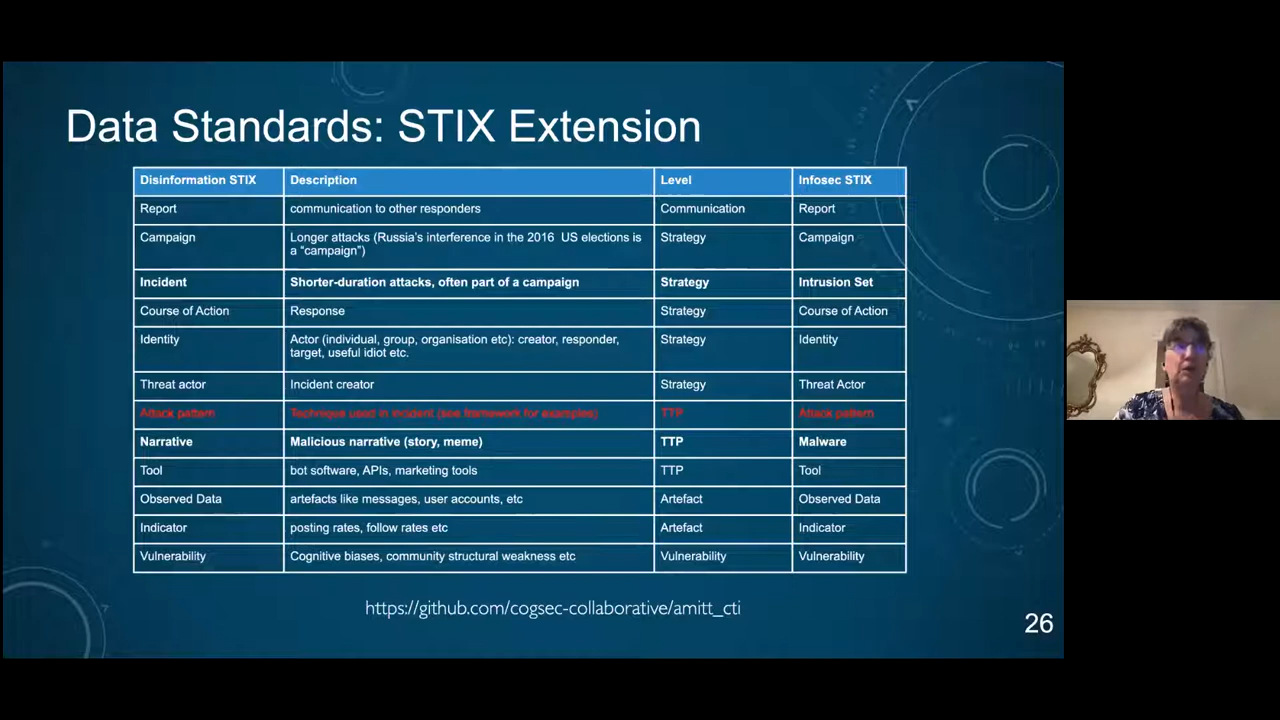 Data Standards: STIX Extension
Disinformation STIX Description Level Infosec STIX
Report communication to other responders Communication Report
Campaign Longer attacks (Russia's interference in the 2016 US elections is Strategy Campaign
a "campaign")
Incident Shorter-duration attacks, often part of a campaign Strategy Intrusion Set
Course of Action Response Strategy Course of Action
Identity Actor (individual, group, organisation etc): creator, responder, Strategy Identity
target, useful idiot etc.
Threat actor Incident creator Strategy Threat Actor
Attack pattern Technique used in incident (see framework for examples) TTP Attack pattern
Narrative Malicious narrative (story, meme) TTP Malware
Tool bot software, APIs, marketing tools TTP Tool
Observed Data artefacts like messages, user accounts, etc Artefact Observed Data
Indicator posting rates, follow rates etc Artefact Indicator
Vulnerability Cognitive biases, community structural weakness etc Vulnerability Vulnerability
https://github.com/cogsec-collaborative/amitt_cti
26